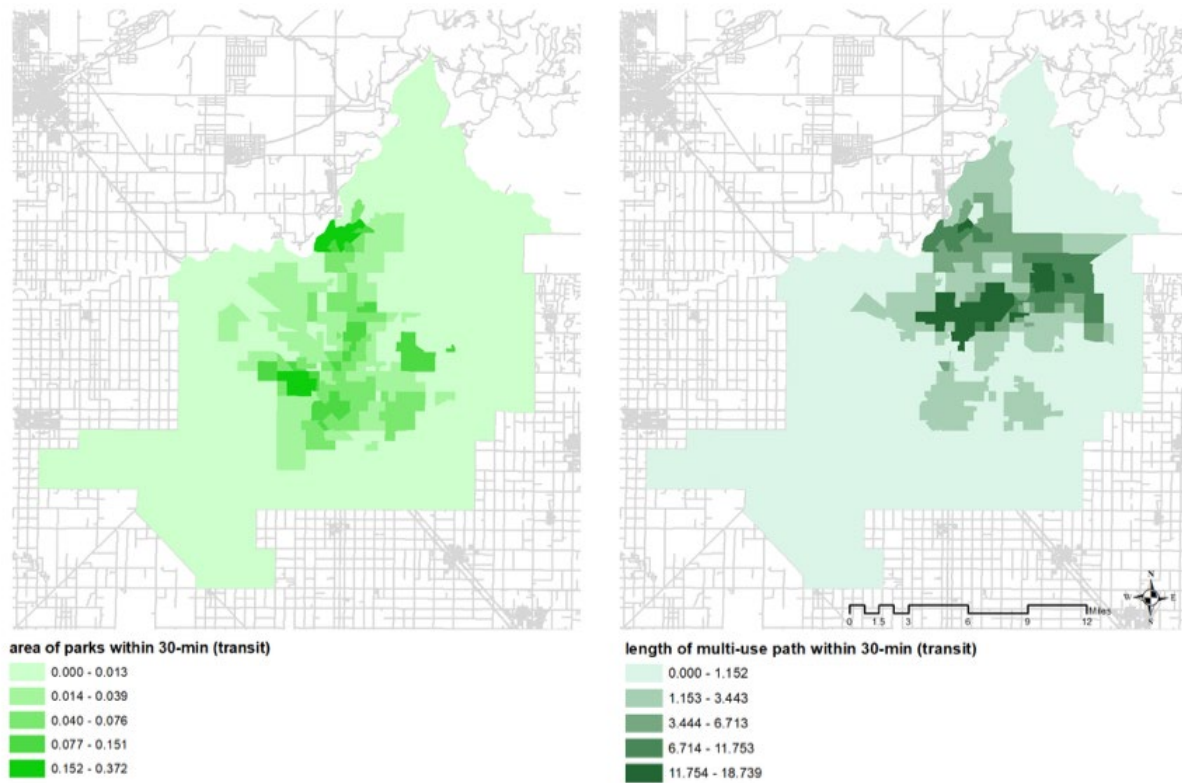 N
W E
S
Miles
0 1.5 3 6 9 12
area of parks within 30-min (transit)
0.000 - 0.013
0.014 - 0.039
0.040 - 0.076
0.077 - 0.151
0.152 - 0.372
length of multi-use path within 30-min (transit)
0.000 - 1.152
1.153 - 3.443
3.444 - 6.713
6.714 - 11.753
11.754 - 18.739